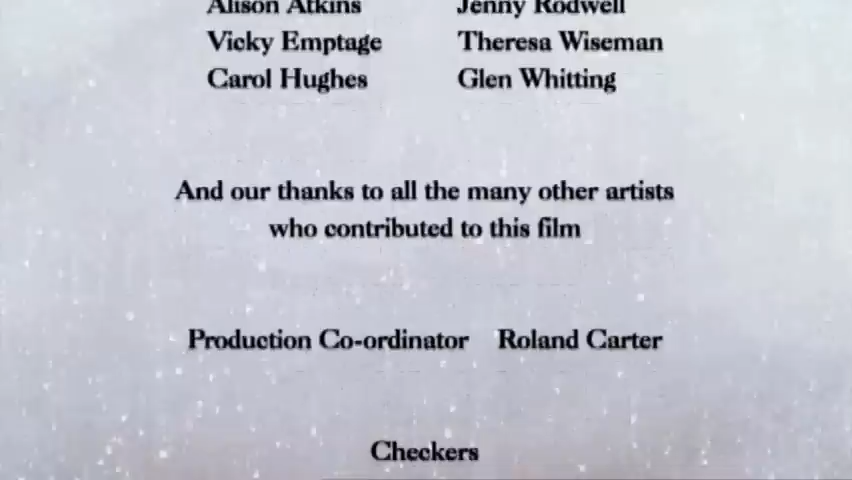 Alison Atkins Jenny Rodwell
Vicky Emptage Theresa Wiseman
Carol Hughes Glen Whitting
And our thanks to all the many other artists
who contributed to this film
Production Co-ordinator Roland Carter
Checkers